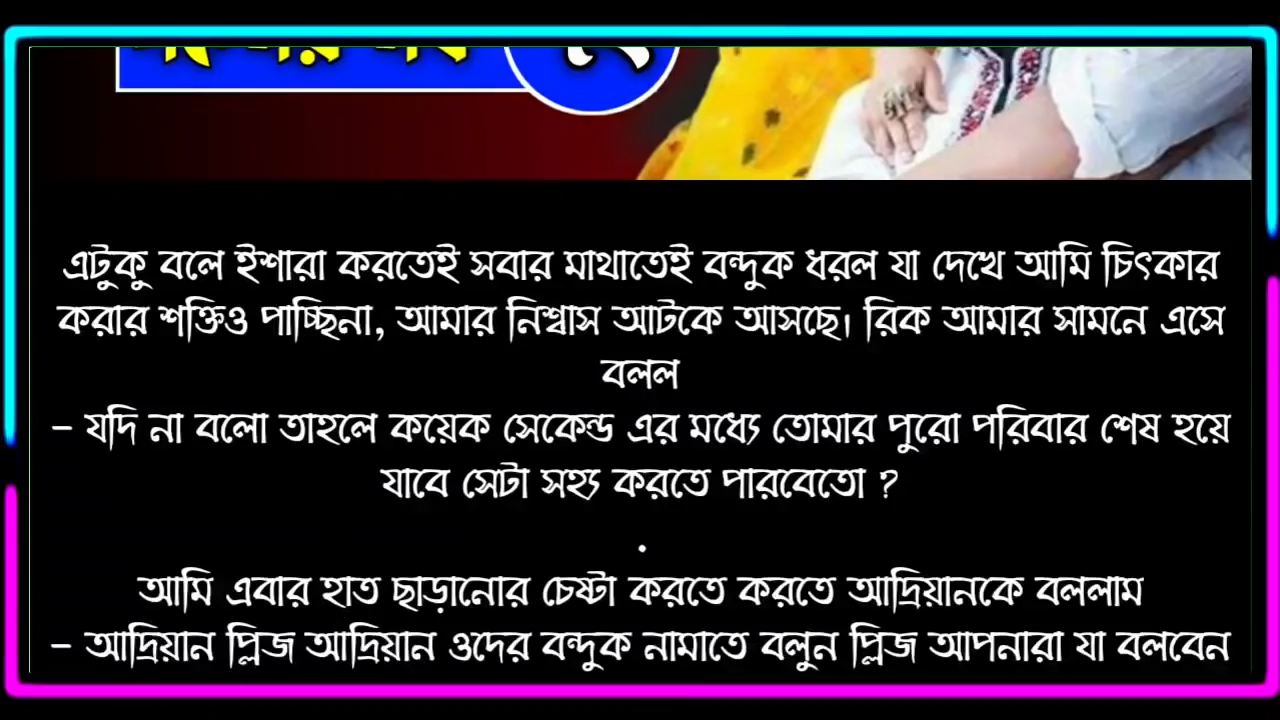 এটুকু বলে ইশারা করতেই সবার মাথাতেই বন্দুক ধরল যা দেখে আমি চিৎকার
করার শক্তিও পাচ্ছিনা, আমার নিশ্বাস আটকে আসছে। রিক আমার সামনে এসে
বলল
– যদি না বলো তাহলে কয়েক সেকেন্ড এর মধ্যে তোমার পুরো পরিবার শেষ হয়ে
যাবে সেটা সহ্য করতে পারবেতো ?
.
আমি এবার হাত ছাড়ানোর চেষ্টা করতে করতে আদ্রিয়ানকে বললাম
– আদ্রিয়ান প্লিজ আদ্রিয়ান ওদের বন্দুক নামাতে বলুন প্লিজ আপনারা যা বলবেন